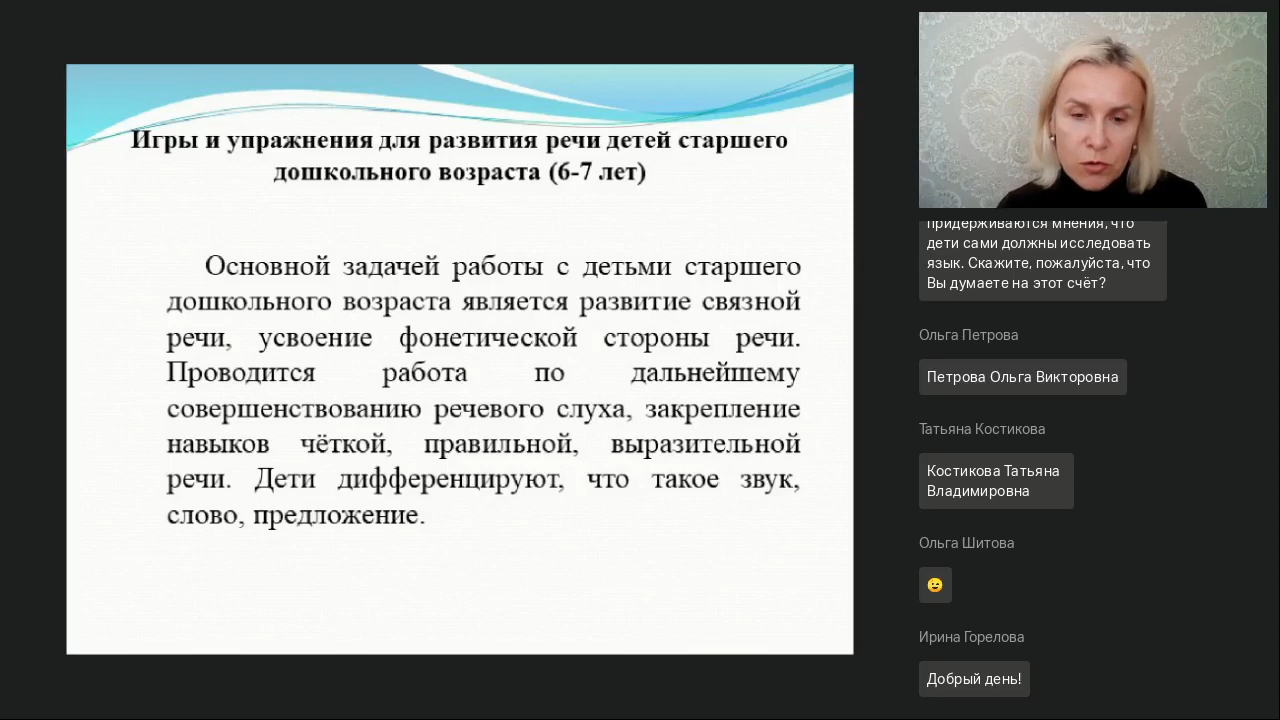 Игры и упражнения для развития речи детей старшего
дошкольного возраста (6-7 лет)
Основной задачей работы с детьми старшего
дошкольного возраста является развитие связной
речи, усвоение фонетической стороны речи.
Проводится работа по дальнейшему
совершенствованию речевого слуха, закрепление
навыков чёткой, правильной, выразительной
речи. Дети дифференцируют, что такое звук,
слово, предложение.
придерживаются мнения, что
дети сами должны исследовать
язык. Скажите, пожалуйста, что
Вы думаете на этот счёт?
Ольга Петрова
Петрова Ольга Викторовна
Татьяна Костикова
Костикова Татьяна
Владимировна
Ольга Шитова
😉
Ирина Горелова
Добрый день!